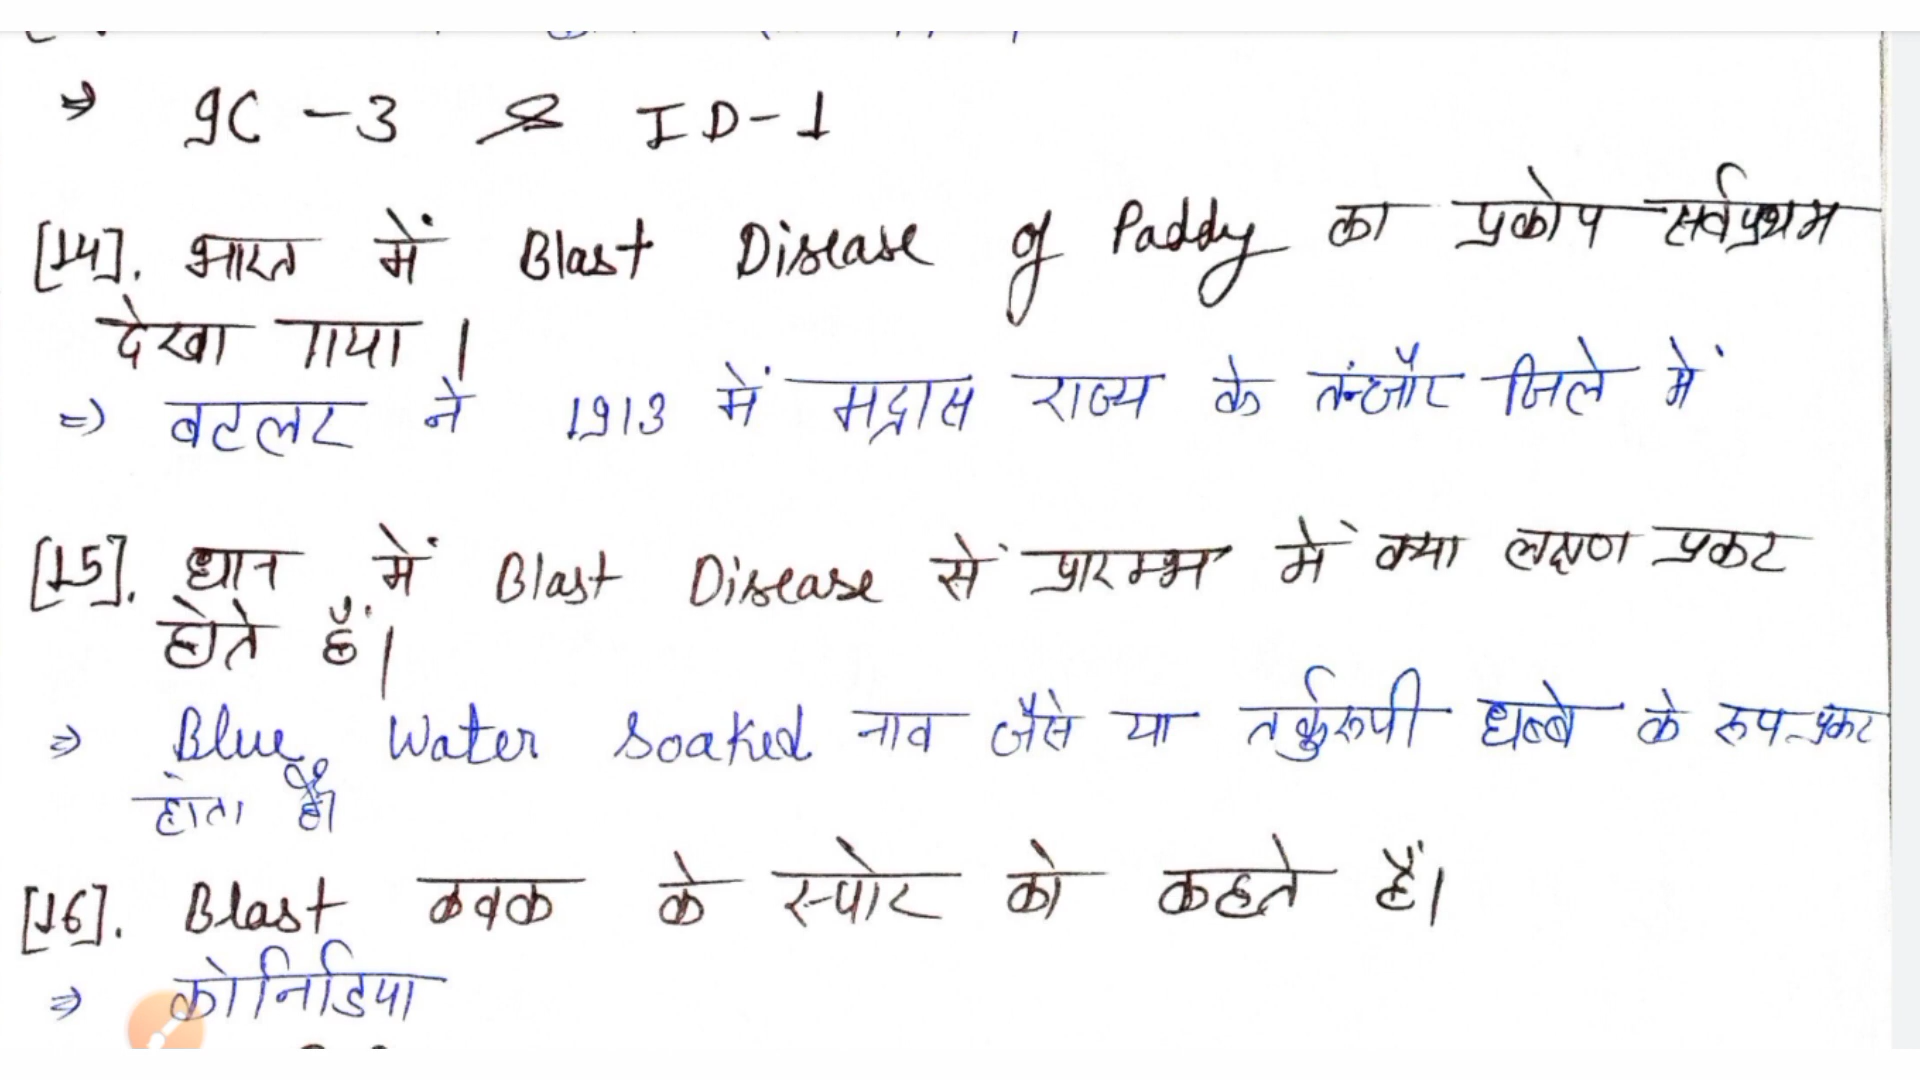 ⇒ IC - 3 & ID-1
[14]. भारत में Blast Disease of Paddy का प्रकोप सर्वप्रथम
देखा गया।
⇒ बटलर ने 1913 में मद्रास राज्य के तंन्जौर जिले में
[15]. धान में Blast Disease से प्रारम्भ में क्या लक्षण प्रकट
होते हैं।
⇒ Blue Water Soaked नाव जैसे या तर्कुरूपी धब्बे के रूप प्रकट
होता है।
[16]. Blast कवक के स्पोर को कहते हैं।
⇒ कोनिडिया